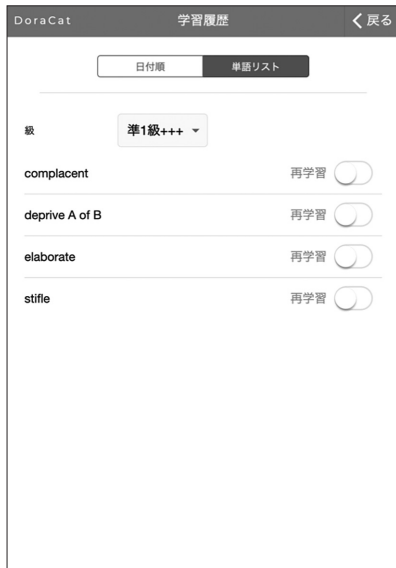 DoraCat 学習履歴 戻る
日付順 単語リスト
級 準1級+++
complacent 再学習
deprive A of B 再学習
elaborate 再学習
stifle 再学習